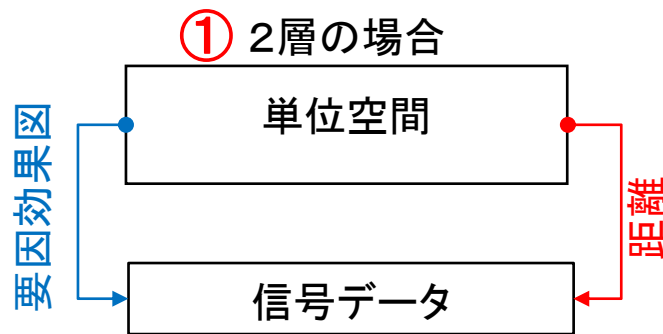 ① 2層の場合
単位空間
要因効果図
距離
信号データ